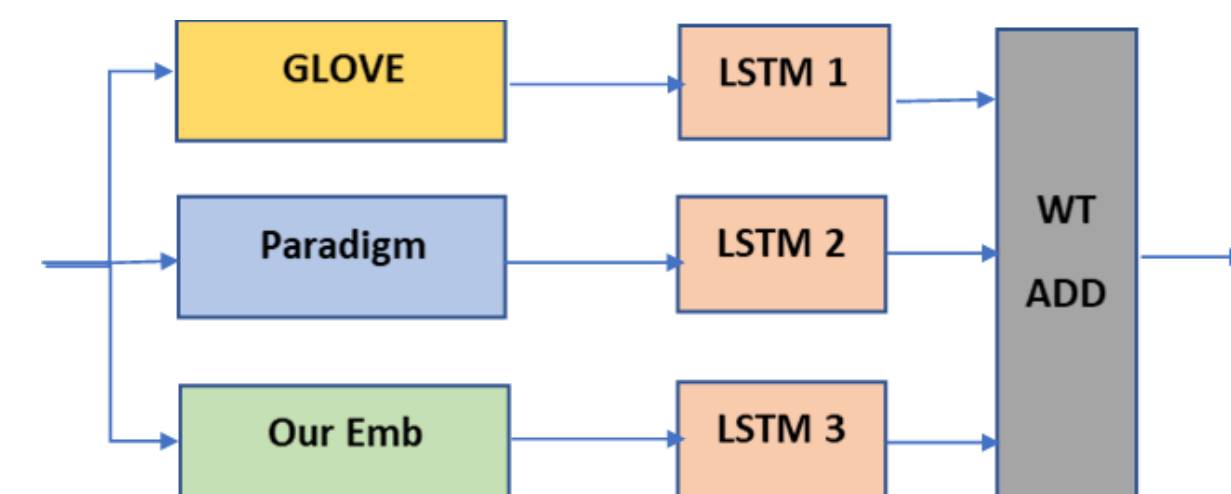 GLOVE
LSTM 1
Paradigm
LSTM 2
Our Emb
LSTM 3
WT
ADD